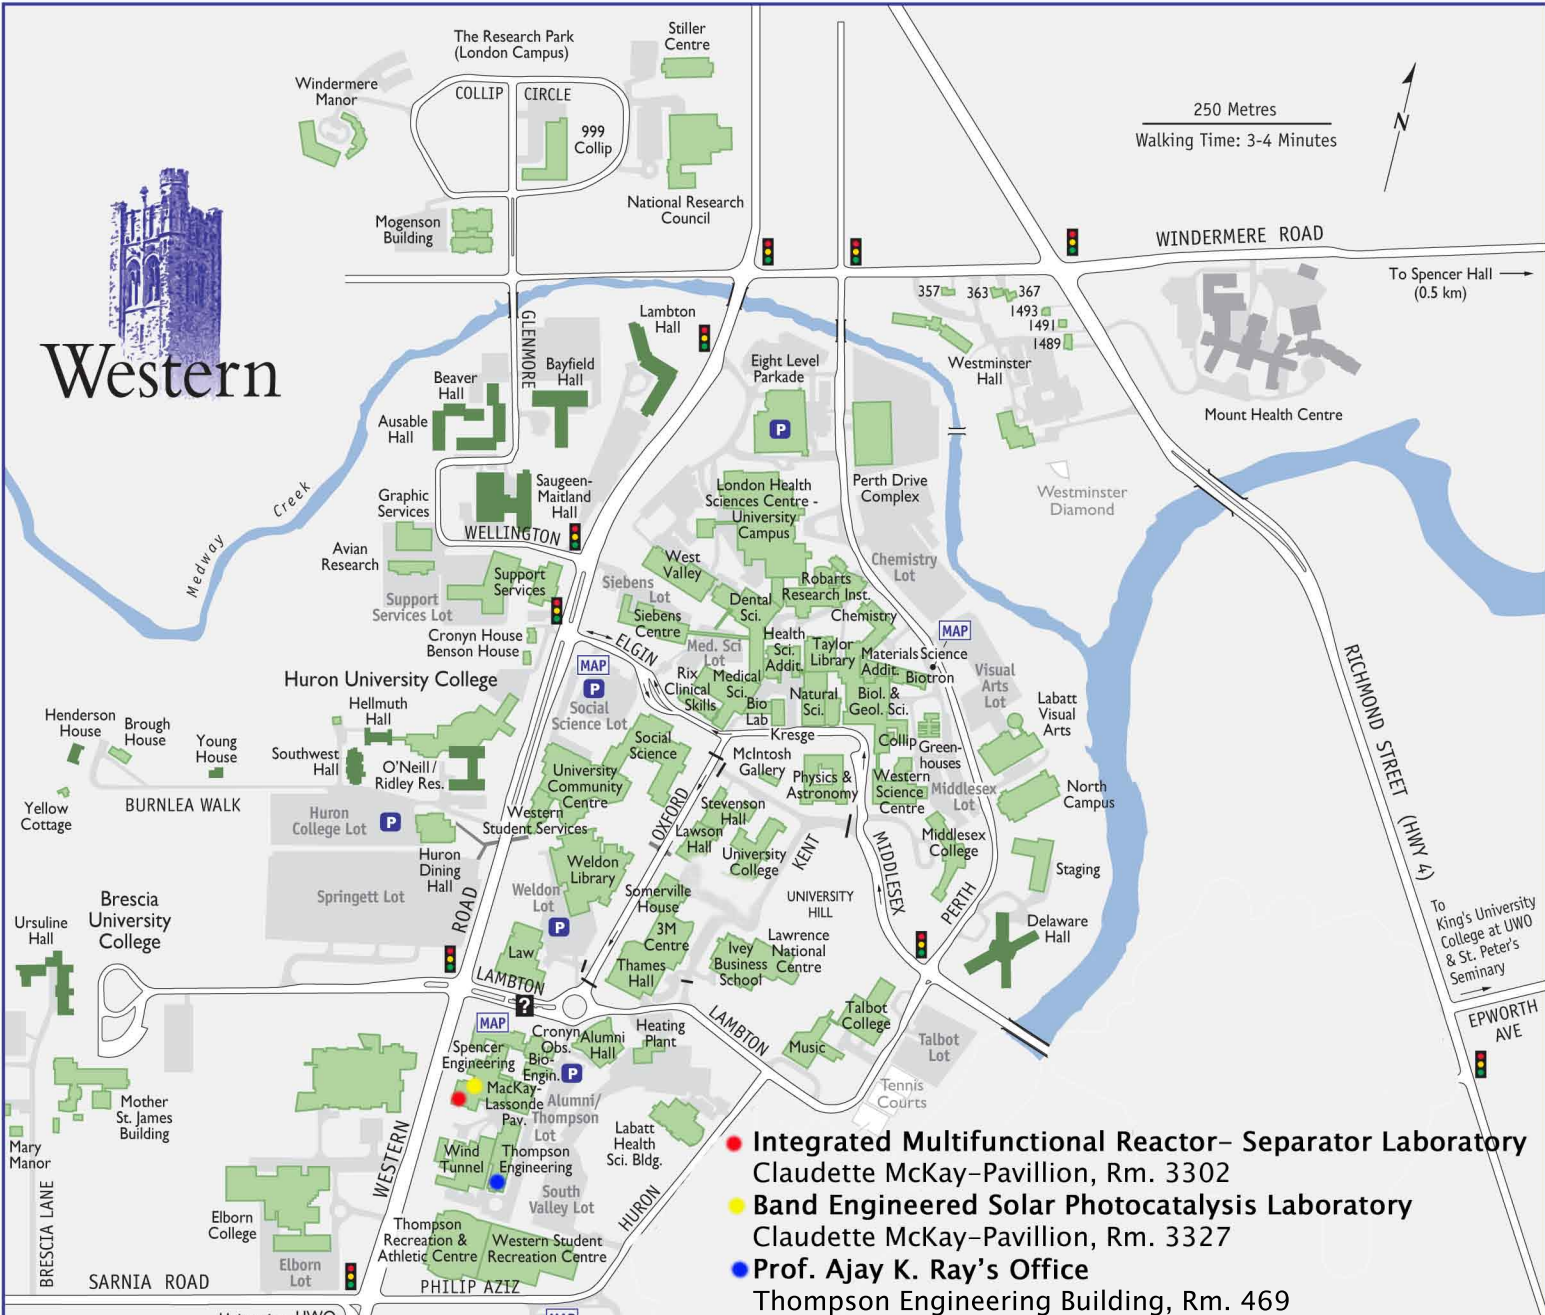 The Research Park
(London Campus)
Stiller
Centre
Windermere
Manor
COLLIP
CIRCLE
999
Collip
250 Metres
Walking Time: 3-4 Minutes
N
National Research
Council
Mogenson
Building
WINDERMERE ROAD
To Spencer Hall
(0.5 km)
Western
357
363
367
1493
1491
1489
GLENMORE
Lambton
Hall
Bayfield
Hall
Eight Level
Parkade
Westminster
Hall
Beaver
Hall
Ausable
Hall
P
Mount Health Centre
Saugeen-
Maitland
Hall
Graphic
Services
London Health
Sciences Centre -
University
Campus
Perth Drive
Complex
Westminster
Diamond
Medway
Creek
WELLINGTON
Avian
Research
Support
Services
West
Valley
Chemistry
Lot
Support
Services Lot
Siebens
Lot
Robarts
Research Inst.
Dental
Sci.
Siebens
Centre
Chemistry
Cronyn House
Benson House
ELGIN
MAP
Med. Sci
Lot
Health
Sci.
Addit.
Taylor
Library
Materials Science
Addit.
Biotron
MAP
P
Huron University College
Rix
Clinical
Skills
Medical
Sci.
Visual
Arts
Lot
Hellmuth
Hall
Social
Science Lot
Bio
Lab
Natural
Sci.
Biol. &
Geol. Sci.
Labatt
Visual
Arts
Henderson
House
Brough
House
Young
House
Southwest
Hall
O'Neill/
Ridley Res.
Social
Science
Kresge
Collip
Green-
houses
McIntosh
Gallery
University
Community
Centre
Physics &
Astronomy
Western
Science
Centre
Middlesex
Lot
North
Campus
Yellow
Cottage
BURNLEA WALK
Huron
College Lot
P
Western
Student Services
OXFORD
Stevenson
Hall
Lawson
Hall
University
College
KENT
MIDDLESEX
Middlesex
College
Huron
Dining
Hall
Weldon
Library
Staging
RICHMOND STREET (HWY 4)
Springett Lot
Weldon
Lot
P
Somerville
House
UNIVERSITY
HILL
PERTH
Brescia
University
College
Ursuline
Hall
ROAD
3M
Centre
Delaware
Hall
To
King's University
College at UWO
& St. Peter's
Seminary
Law
Thames
Hall
Ivey
Business
School
Lawrence
National
Centre
LAMBTON
?
LAMBTON
EPWORTH
AVE
MAP
Talbot
College
Music
Talbot
Lot
Cronyn
Obs.
Alumni
Hall
Heating
Plant
Spencer
Engineering
Bio-
Engin.
P
MacKay-
Lassonde
Pav.
Alumni/
Thompson
Lot
Tennis
Courts
Mother
St. James
Building
Mary
Manor
Labatt
Health
Sci. Bldg.
WESTERN
Wind
Tunnel
Thompson
Engineering
South
Valley Lot
HURON
Elborn
College
Elborn
Lot
BRESCIA LANE
Thompson
Recreation &
Athletic Centre
Western Student
Recreation Centre
SARNIA ROAD
PHILIP AZIZ
MAP
Integrated Multifunctional Reactor- Separator Laboratory
Claudette McKay-Pavillion, Rm. 3302
Band Engineered Solar Photocatalysis Laboratory
Claudette McKay-Pavillion, Rm. 3327
Prof. Ajay K. Ray's Office
Thompson Engineering Building, Rm. 469